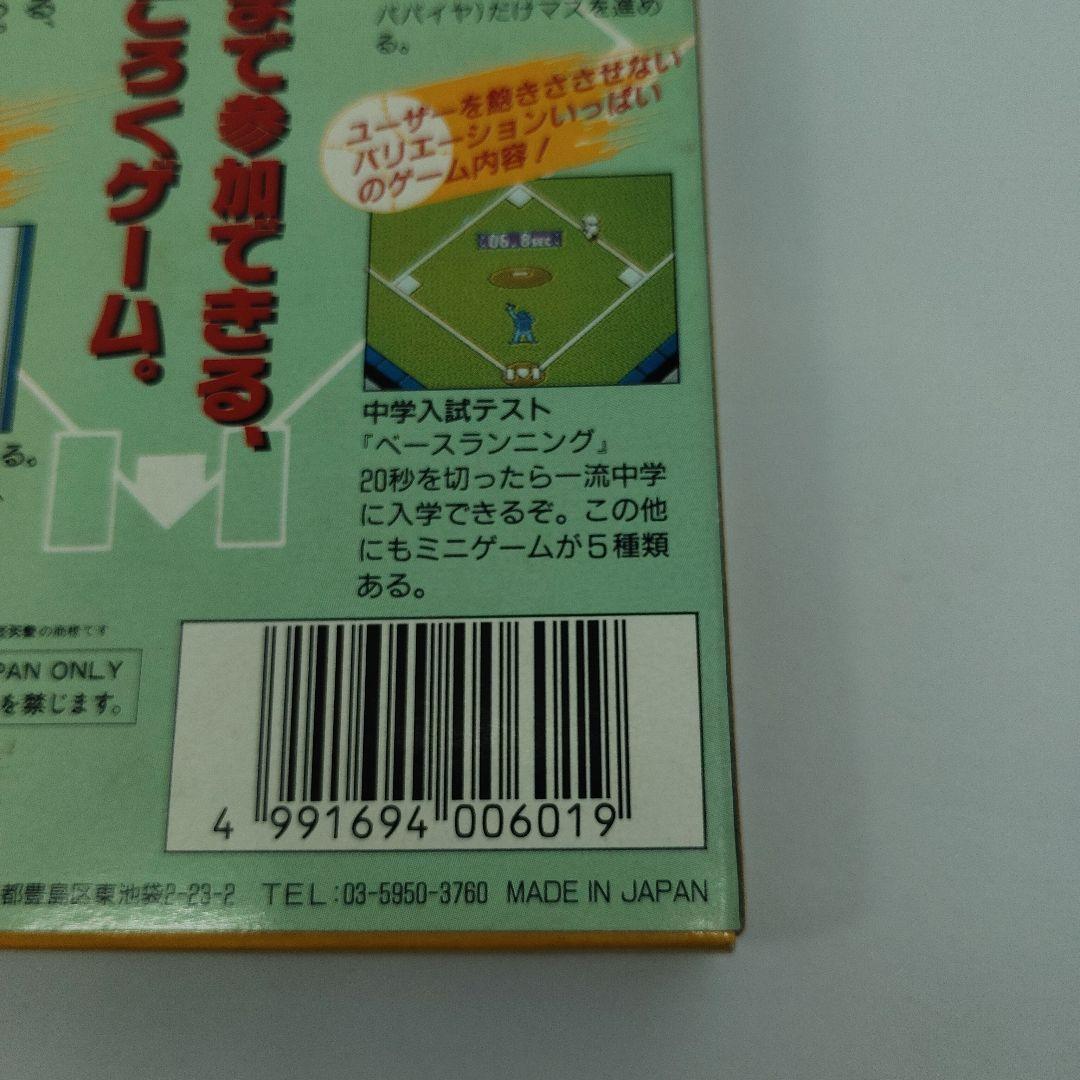 パパイヤ)だけマスを進め
る。
まで参加できる、
ごろくゲーム。
ユーザーを飽きささせない
バリエーションいっぱい
のゲーム内容！
06.8sec
中学入試テスト
『ベースランニング』
20秒を切ったら一流中学
に入学できるぞ。この他
にもミニゲームが5種類
ある。
る。
PAN ONLY
を禁じます。
4 991694 006019
都豊島区東池袋2-23-2 TEL:03-5950-3760 MADE IN JAPAN